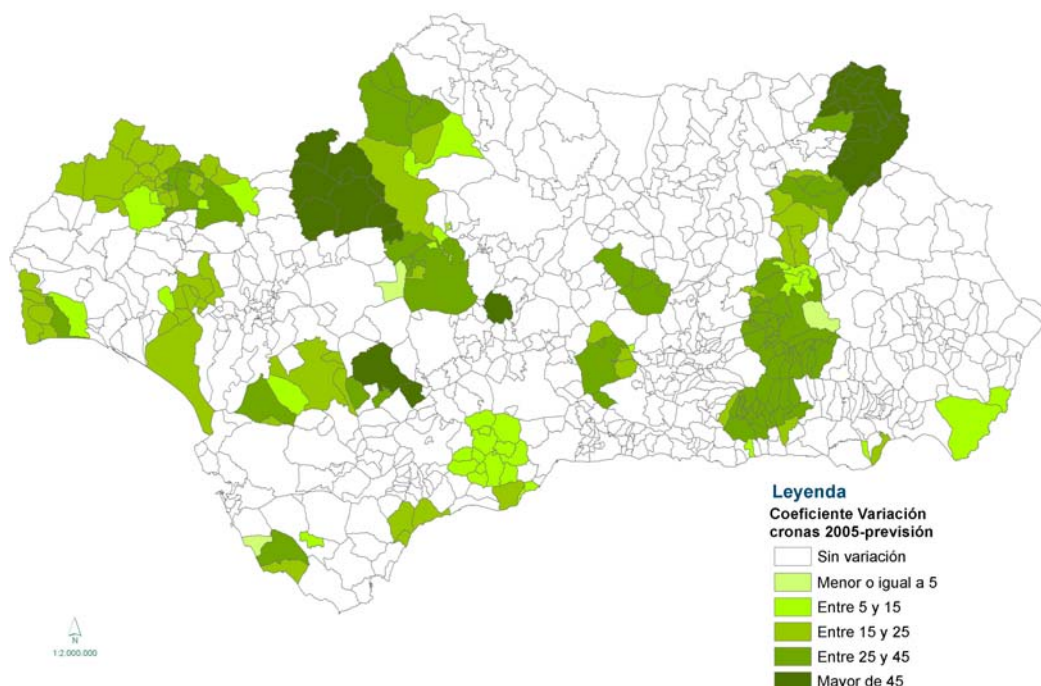 Leyenda
Coeficiente Variación
cronas 2005-previsión
Sin variación
Menor o igual a 5
Entre 5 y 15
Entre 15 y 25
Entre 25 y 45
Mayor de 45
N
1:2.000.000